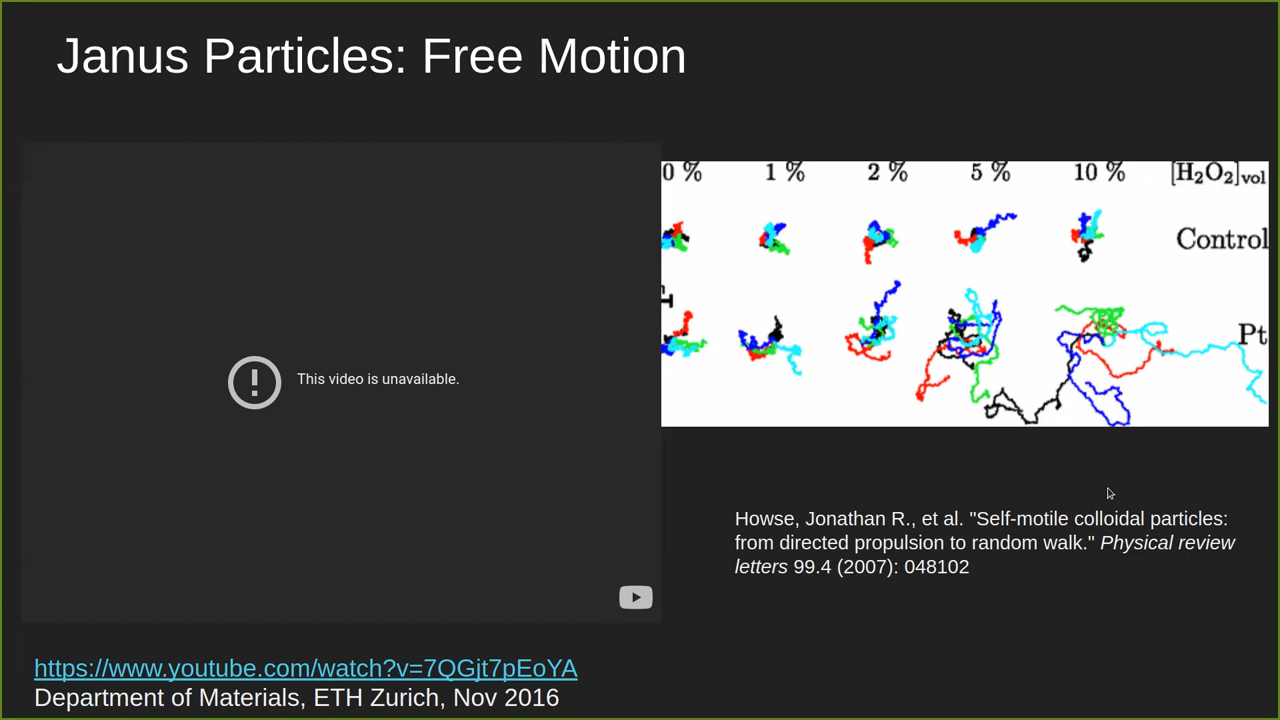 Janus Particles: Free Motion
0 % 1 % 2 % 5 % 10 % [H₂O₂]vol
Control
Pt
This video is unavailable.
Howse, Jonathan R., et al. "Self-motile colloidal particles:
from directed propulsion to random walk." Physical review
letters 99.4 (2007): 048102
https://www.youtube.com/watch?v=7QGjt7pEoYA
Department of Materials, ETH Zurich, Nov 2016